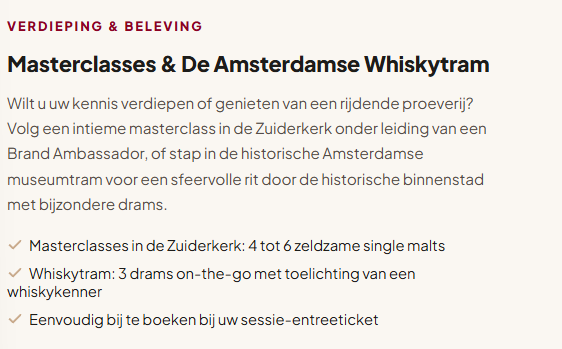 VERDIEPING & BELEVING
Masterclasses & De Amsterdamse Whiskytram
Wilt u uw kennis verdiepen of genieten van een rijdende proeverij?
Volg een intieme masterclass in de Zuiderkerk onder leiding van een
Brand Ambassador, of stap in de historische Amsterdamse
museumtram voor een sfeervolle rit door de historische binnenstad
met bijzondere drams.
✓ Masterclasses in de Zuiderkerk: 4 tot 6 zeldzame single malts
✓ Whiskytram: 3 drams on-the-go met toelichting van een
whiskykenner
✓ Eenvoudig bij te boeken bij uw sessie-entreeticket